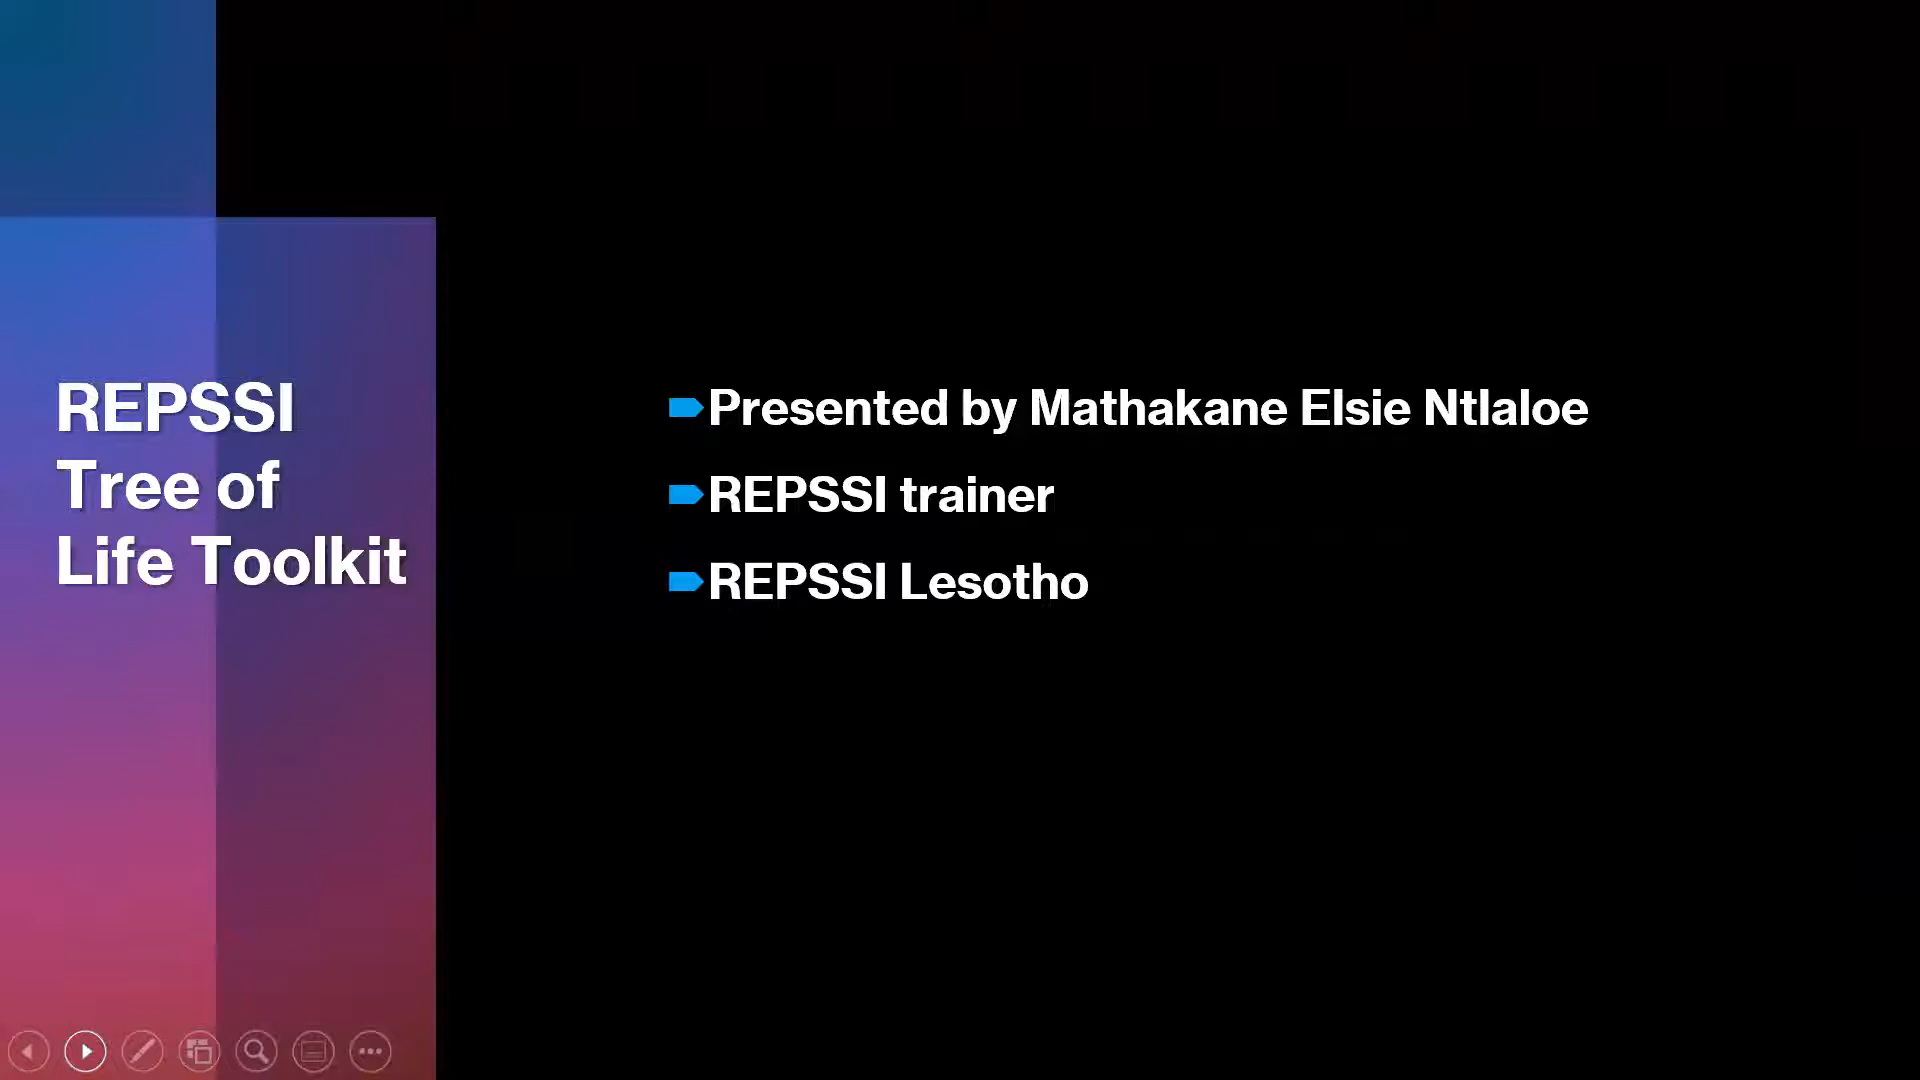 REPSSI
Tree of
Life Toolkit
Presented by Mathakane Elsie Ntlaloe
REPSSI trainer
REPSSI Lesotho